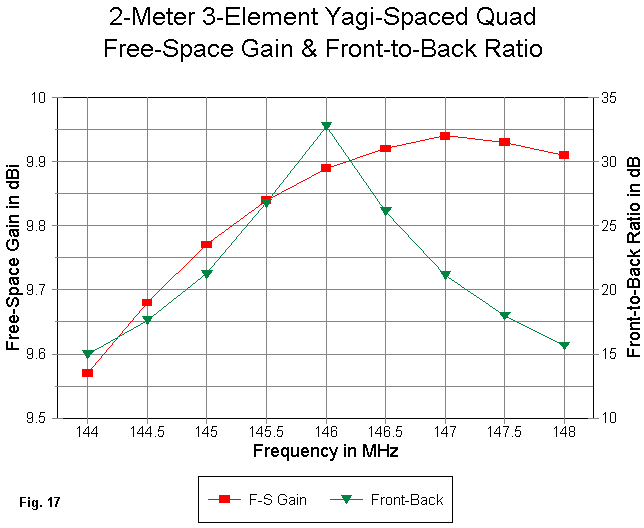 2-Meter 3-Element Yagi-Spaced Quad
Free-Space Gain & Front-to-Back Ratio
10
9.9
9.8
9.7
9.6
9.5
Free-Space Gain in dBi
35
30
25
20
15
10
Front-to-Back Ratio in dB
144 144.5 145 145.5 146 146.5 147 147.5 148
Frequency in MHz
Fig. 17
F-S Gain Front-Back